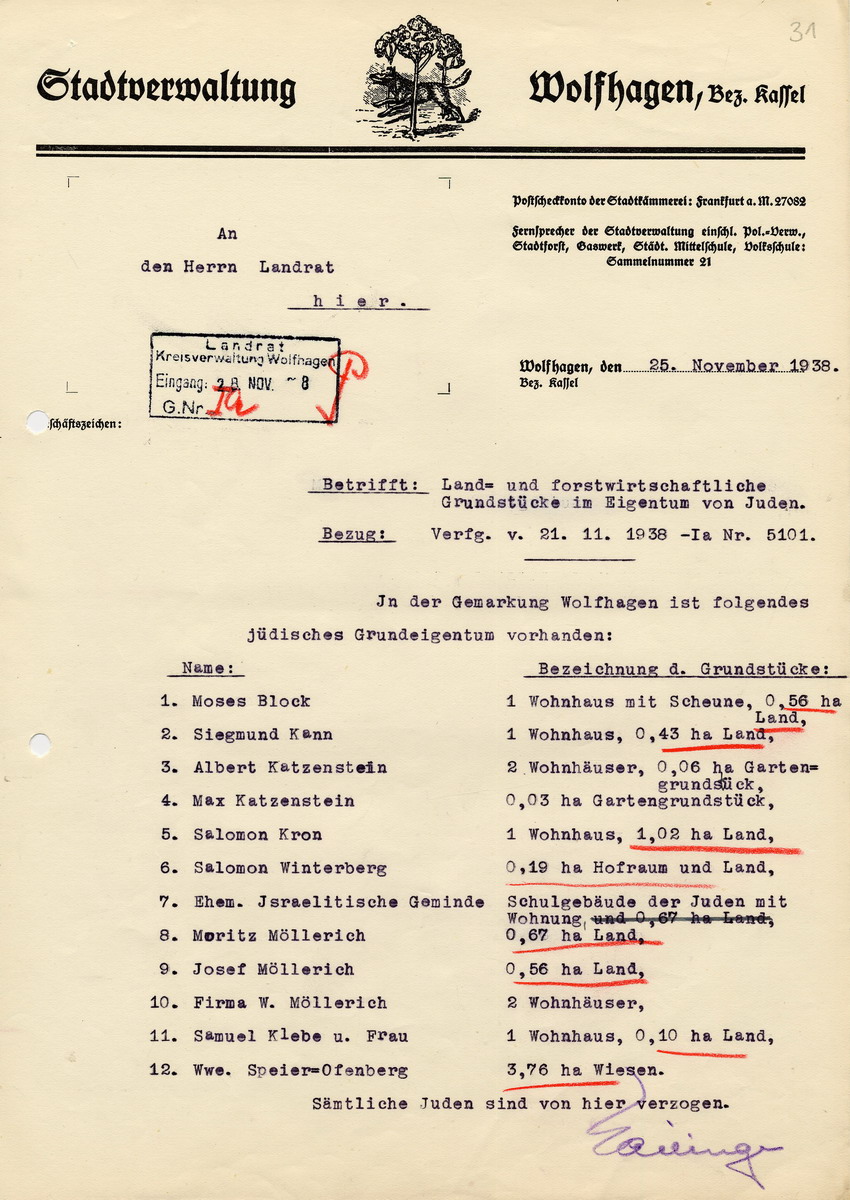 31
Stadtverwaltung Wolfhagen, Bez. Kassel
Postscheckkonto der Stadtkämmerei: Frankfurt a. M. 27082
Fernsprecher der Stadtverwaltung einschl. Pol.-Verw.,
Stadtforst, Gaswerk, Städt. Mittelschule, Volksschule:
Sammelnummer 21
An
den Herrn Landrat
hier.
Landrat
Kreisverwaltung Wolfhagen
Eingang: 28. NOV. 8
G.Nr. Ia
Wolfhagen, den 25. November 1938.
Bez. Kassel
schäftszeichen:
Betrifft: Land= und forstwirtschaftliche
Grundstücke im Eigentum von Juden.
Bezug: Verfg. v. 21. 11. 1938 -Ia Nr. 5101.
Jn der Gemarkung Wolfhagen ist folgendes
jüdisches Grundeigentum vorhanden:
Name: Bezeichnung d. Grundstücke:
1. Moses Block 1 Wohnhaus mit Scheune, 0,56 ha
Land,
2. Siegmund Kann 1 Wohnhaus, 0,43 ha Land,
3. Albert Katzenstein 2 Wohnhäuser, 0,06 ha Garten=
grundstück,
4. Max Katzenstein 0,03 ha Gartengrundstück,
5. Salomon Kron 1 Wohnhaus, 1,02 ha Land,
6. Salomon Winterberg 0,19 ha Hofraum und Land,
7. Ehem. Jsraelitische Geminde Schulgebäude der Juden mit
Wohnung, und 0,67 ha Land,
8. Moritz Möllerich 0,67 ha Land,
9. Josef Möllerich 0,56 ha Land,
10. Firma W. Möllerich 2 Wohnhäuser,
11. Samuel Klebe u. Frau 1 Wohnhaus, 0,10 ha Land,
12. Wwe. Speier=Ofenberg 3,76 ha Wiesen.
Sämtliche Juden sind von hier verzogen.